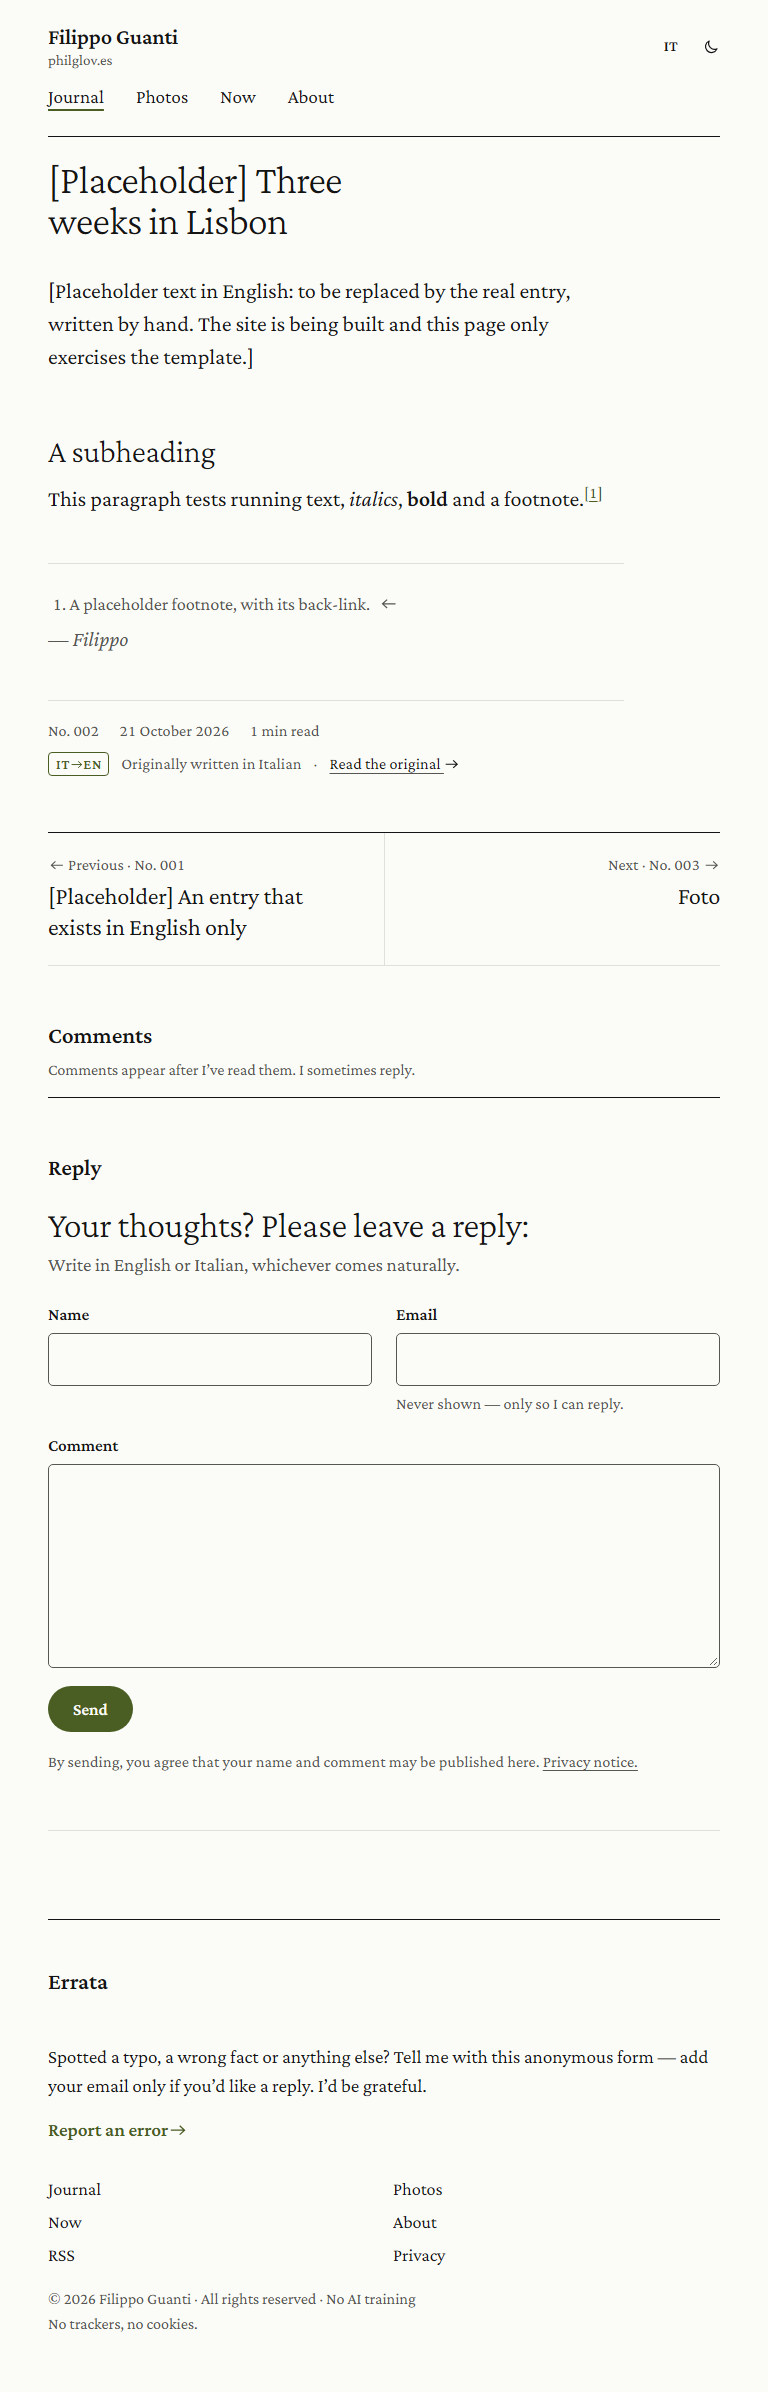 Filippo Guanti
philglov.es
IT
Journal Photos Now About
[Placeholder] Three
weeks in Lisbon
[Placeholder text in English: to be replaced by the real entry,
written by hand. The site is being built and this page only
exercises the template.]
A subheading
This paragraph tests running text, italics, bold and a footnote.[1]
1. A placeholder footnote, with its back-link. ←
— Filippo
No. 002 21 October 2026 1 min read
IT→EN Originally written in Italian · Read the original →
← Previous · No. 001
[Placeholder] An entry that
exists in English only
Next · No. 003 →
Foto
Comments
Comments appear after I’ve read them. I sometimes reply.
Reply
Your thoughts? Please leave a reply:
Write in English or Italian, whichever comes naturally.
Name
Email
Never shown — only so I can reply.
Comment
Send
By sending, you agree that your name and comment may be published here. Privacy notice.
Errata
Spotted a typo, a wrong fact or anything else? Tell me with this anonymous form — add
your email only if you’d like a reply. I’d be grateful.
Report an error→
Journal Photos
Now About
RSS Privacy
© 2026 Filippo Guanti · All rights reserved · No AI training
No trackers, no cookies.